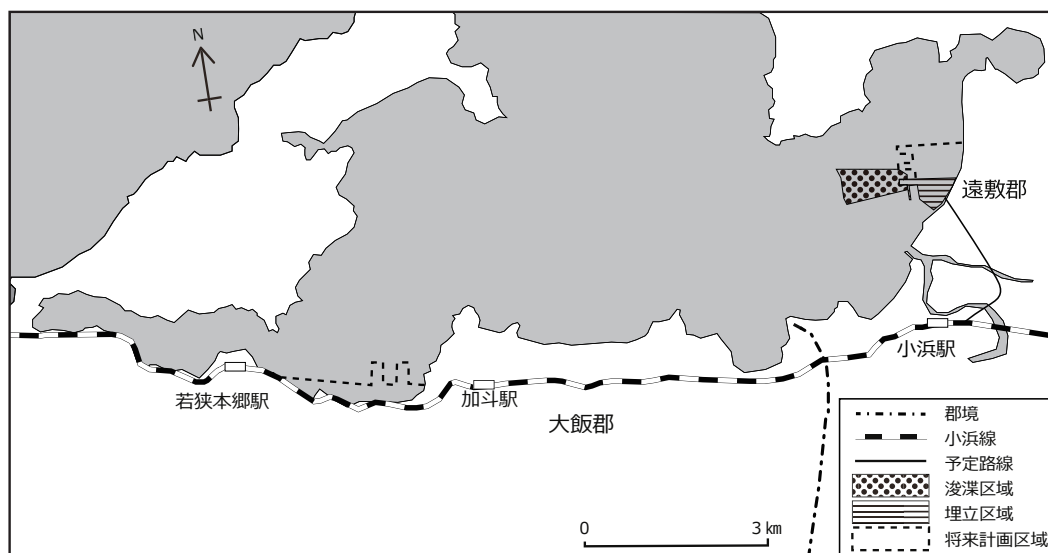 N
遠敷郡
小浜駅
若狭本郷駅
加斗駅
大飯郡
0 3㎞
郡境
小浜線
予定路線
浚渫区域
埋立区域
将来計画区域